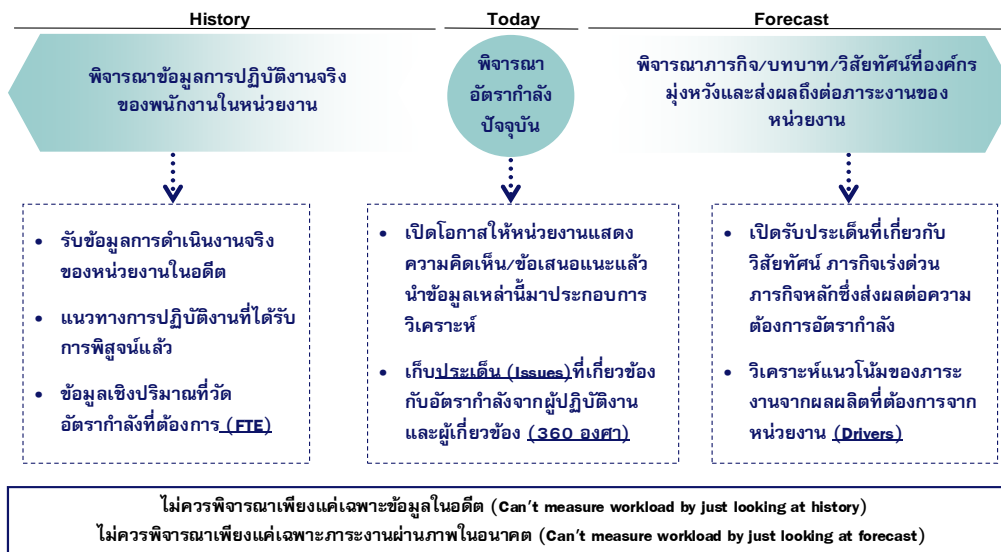 History
Today
Forecast
พิจารณาข้อมูลการปฏิบัติงานจริง
ของพนักงานในหน่วยงาน
พิจารณา
อัตรากำลัง
ปัจจุบัน
พิจารณาภารกิจ/บทบาท/วิสัยทัศน์ที่องค์กร
มุ่งหวังและส่งผลถึงต่อภาระงานของ
หน่วยงาน
• รับข้อมูลการดำเนินงานจริง
ของหน่วยงานในอดีต
• แนวทางการปฏิบัติงานที่ได้รับ
การพิสูจน์แล้ว
• ข้อมูลเชิงปริมาณที่วัด
อัตรากำลังที่ต้องการ (FTE)
• เปิดโอกาสให้หน่วยงานแสดง
ความคิดเห็น/ข้อเสนอแนะแล้ว
นำข้อมูลเหล่านี้มาประกอบการ
วิเคราะห์
• เก็บประเด็น (Issues)ที่เกี่ยวข้อง
กับอัตรากำลังจากผู้ปฏิบัติงาน
และผู้เกี่ยวข้อง (360 องศา)
• เปิดรับประเด็นที่เกี่ยวกับ
วิสัยทัศน์ ภารกิจเร่งด่วน
ภารกิจหลักซึ่งส่งผลต่อความ
ต้องการอัตรากำลัง
• วิเคราะห์แนวโน้มของภาระ
งานจากผลผลิตที่ต้องการจาก
หน่วยงาน (Drivers)
ไม่ควรพิจารณาเพียงแค่เฉพาะข้อมูลในอดีต (Can't measure workload by just looking at history)
ไม่ควรพิจารณาเพียงแค่เฉพาะภาระงานผ่านภาพในอนาคต (Can't measure workload by just looking at forecast)